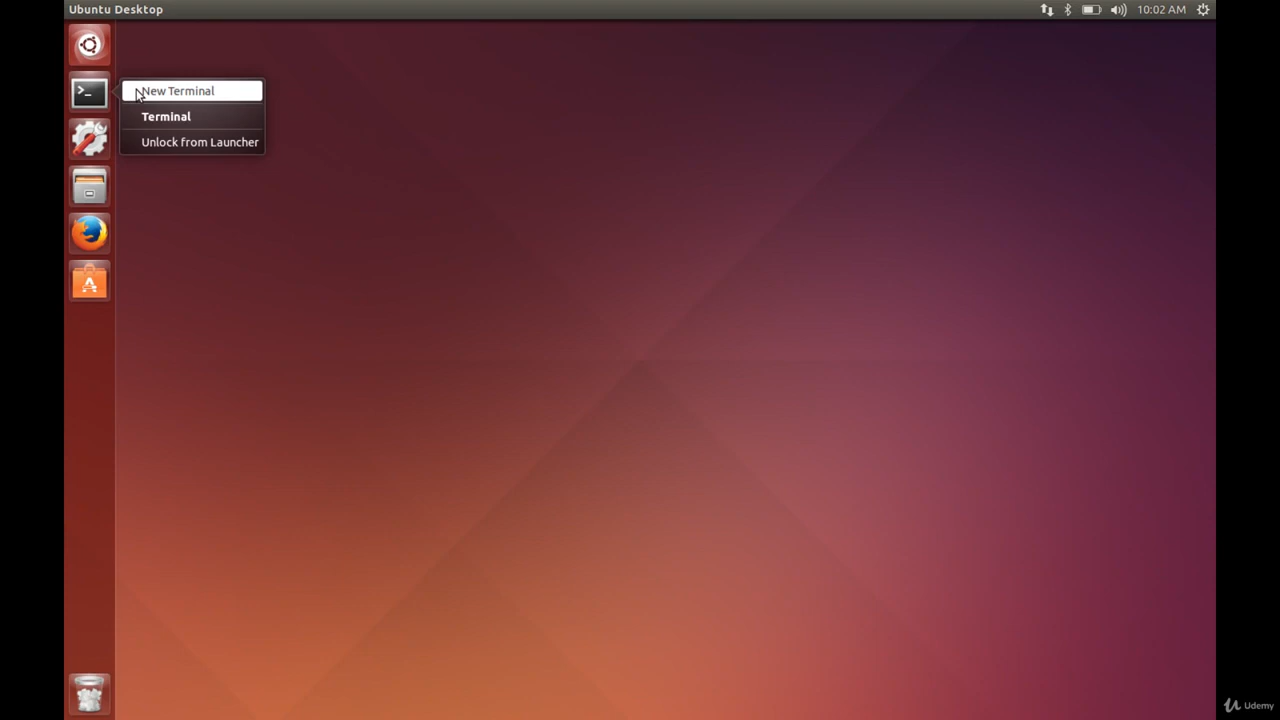 Ubuntu Desktop
10:02 AM
New Terminal
Terminal
Unlock from Launcher
Udemy